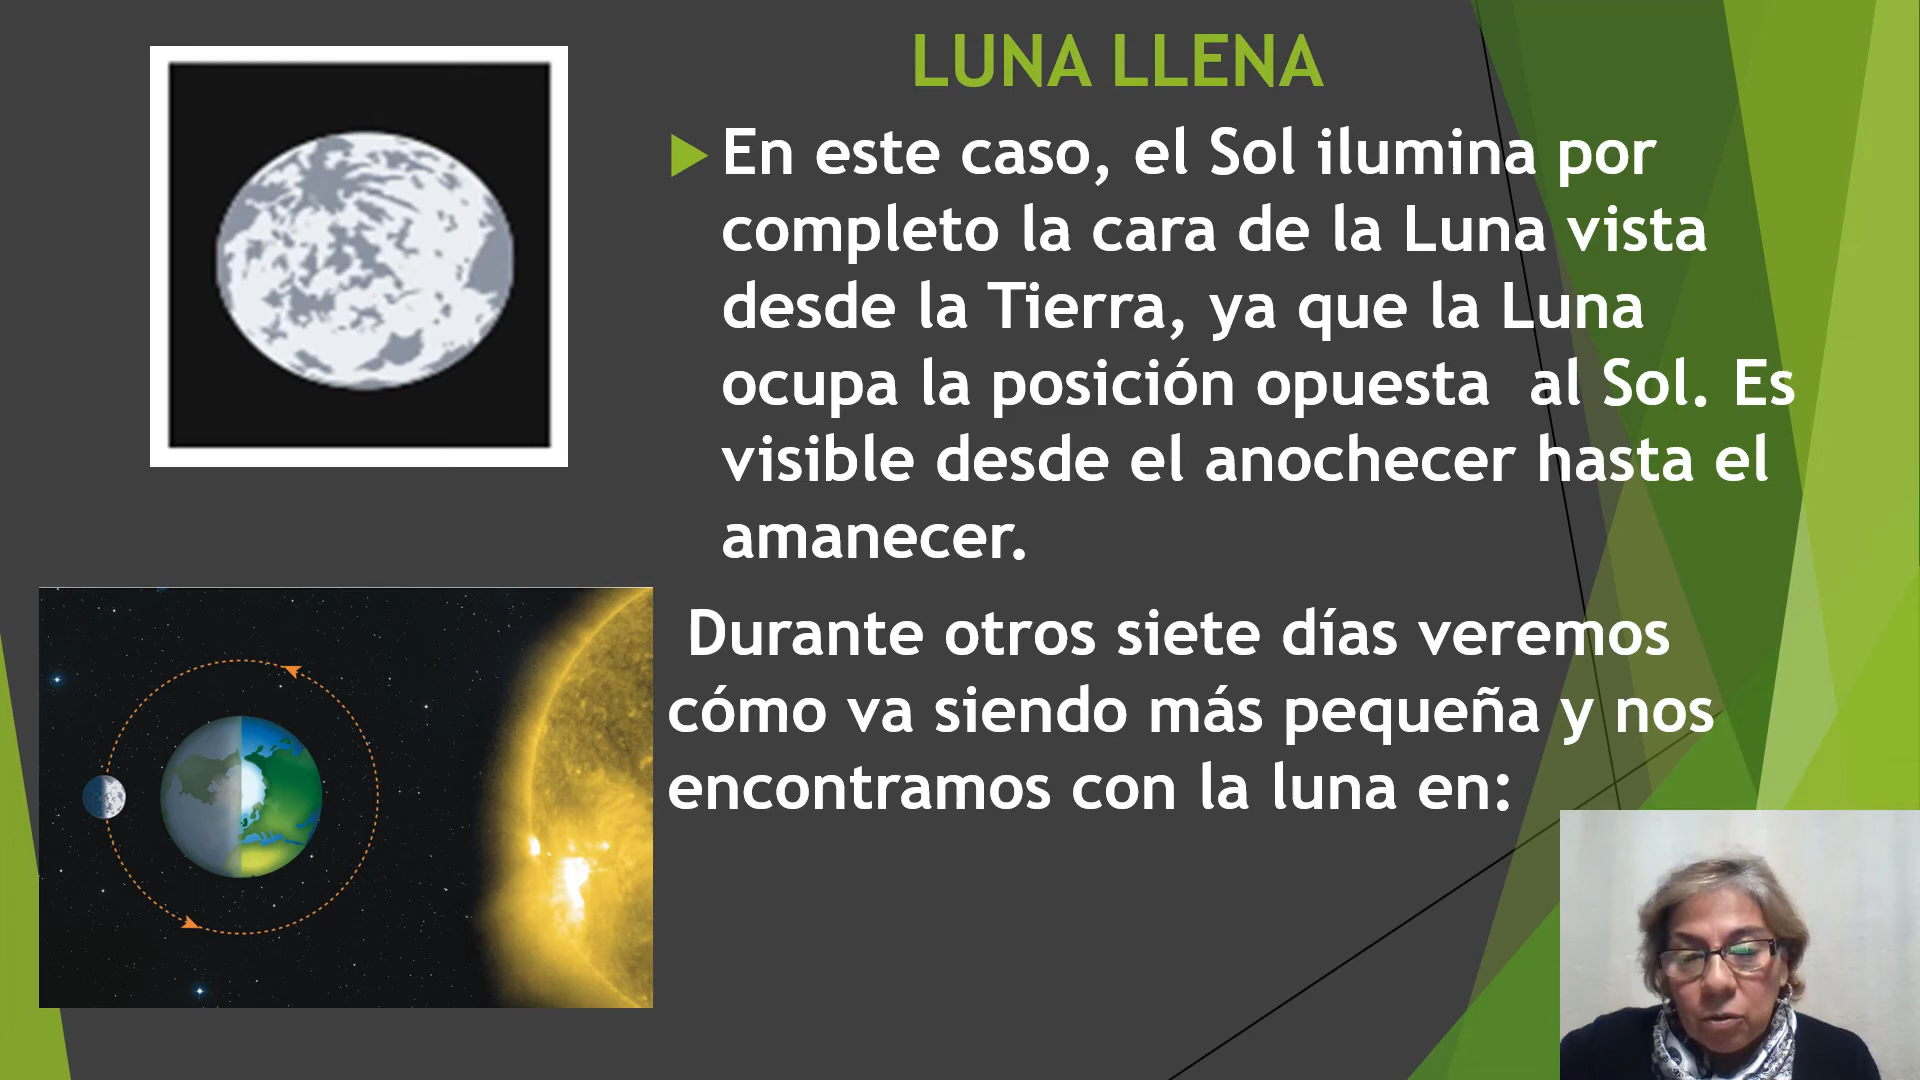 LUNA LLENA
En este caso, el Sol ilumina por
completo la cara de la Luna vista
desde la Tierra, ya que la Luna
ocupa la posición opuesta  al Sol. Es
visible desde el anochecer hasta el
amanecer.
Durante otros siete días veremos
cómo va siendo más pequeña y nos
encontramos con la luna en: